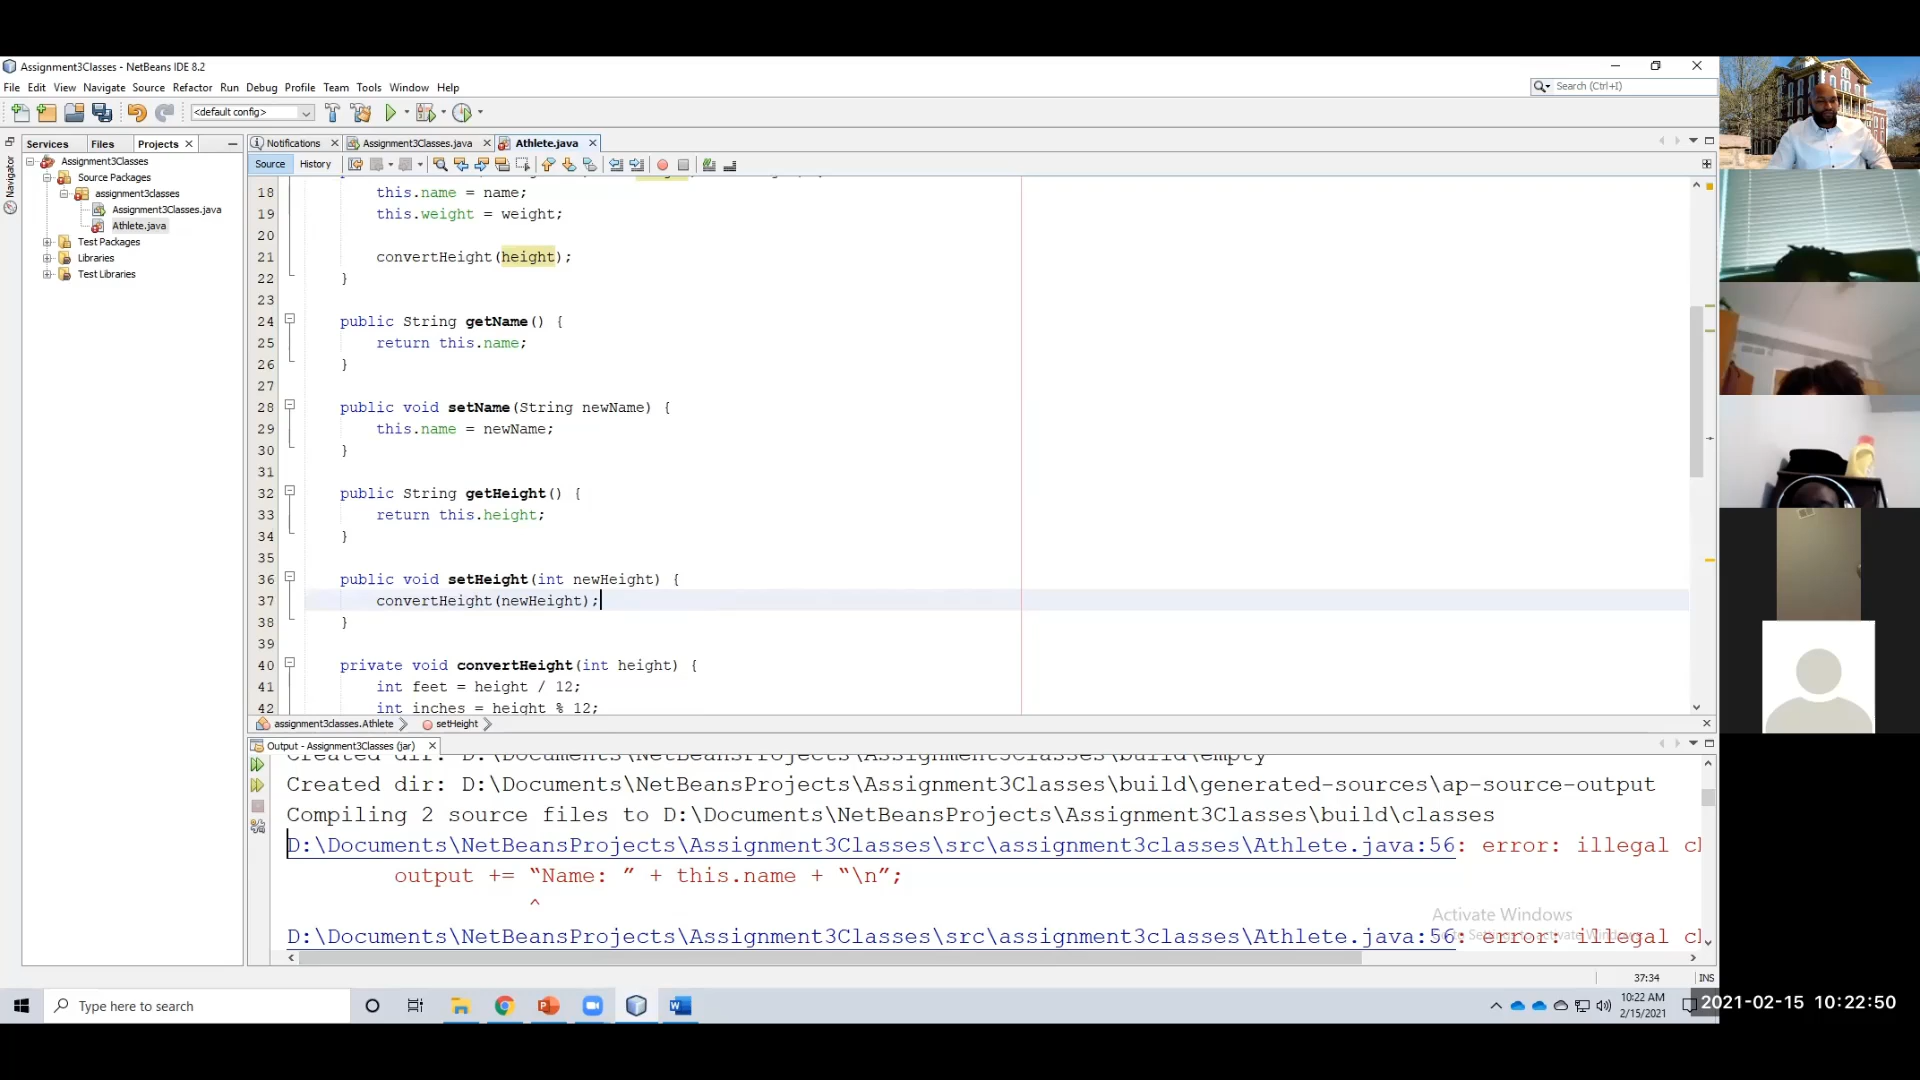 Assignment3Classes - NetBeans IDE 8.2
File Edit View Navigate Source Refactor Run Debug Profile Team Tools Window Help
Search (Ctrl+I)
<default config>
Services Files Projects
Notifications Assignment3Classes.java Athlete.java
Navigator
Source History
Assignment3Classes
Source Packages
assignment3classes
Assignment3Classes.java
Athlete.java
Test Packages
Libraries
Test Libraries
18 this.name = name;
19 this.weight = weight;
20
21 convertHeight(height);
22 }
23
24 public String getName() {
25 return this.name;
26 }
27
28 public void setName(String newName) {
29 this.name = newName;
30 }
31
32 public String getHeight() {
33 return this.height;
34 }
35
36 public void setHeight(int newHeight) {
37 convertHeight(newHeight);
38 }
39
40 private void convertHeight(int height) {
41 int feet = height / 12;
42 int inches = height % 12;
assignment3classes.Athlete setHeight
Output - Assignment3Classes (jar)
Created dir: D:\Documents\NetBeansProjects\Assignment3Classes\build\empty
Created dir: D:\Documents\NetBeansProjects\Assignment3Classes\build\generated-sources\ap-source-output
Compiling 2 source files to D:\Documents\NetBeansProjects\Assignment3Classes\build\classes
D:\Documents\NetBeansProjects\Assignment3Classes\src\assignment3classes\Athlete.java:56: error: illegal
output += “Name: ” + this.name + “\n”;
^
Activate Windows
D:\Documents\NetBeansProjects\Assignment3Classes\src\assignment3classes\Athlete.java:56: error: illegal
37:34 INS
Type here to search
10:22 AM
2/15/2021
2021-02-15 10:22:50